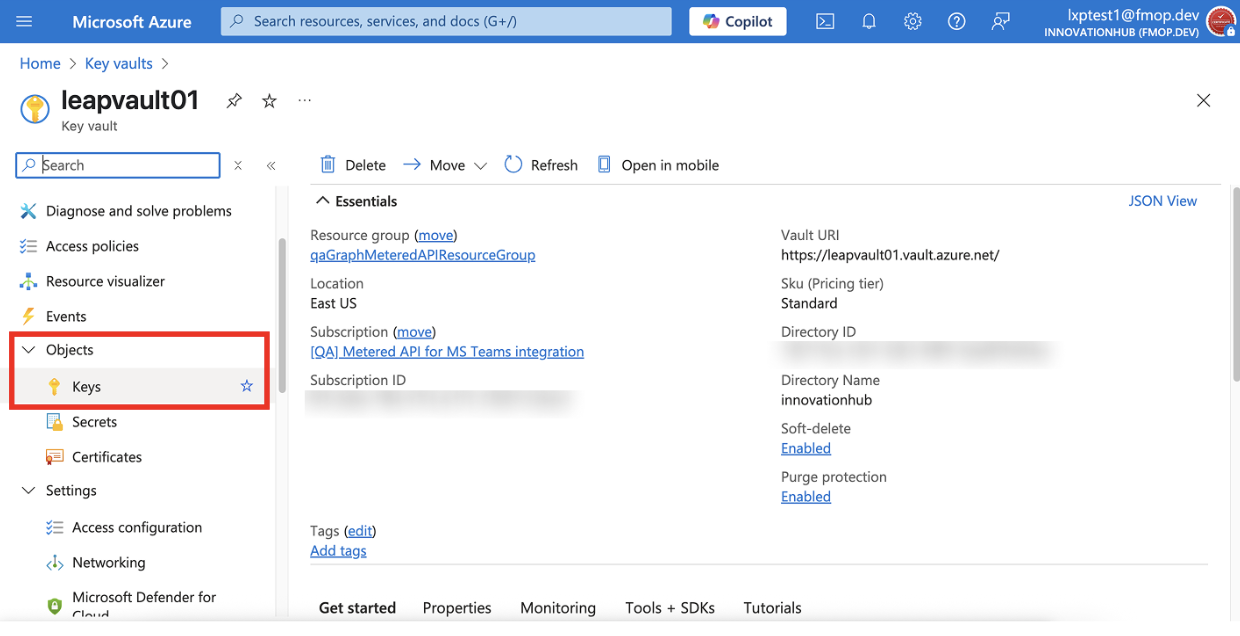 Microsoft Azure
Search resources, services, and docs (G+/)
Copilot
lxptest1@fmop.dev
INNOVATIONHUB (FMOP.DEV)
Home > Key vaults >
leapvault01
Key vault
Search
Delete
Move
Refresh
Open in mobile
Diagnose and solve problems
Access policies
Resource visualizer
Events
Objects
Keys
Secrets
Certificates
Settings
Access configuration
Networking
Microsoft Defender for
Cloud
Essentials
JSON View
Resource group (move)
qaGraphMeteredAPIResourceGroup
Location
East US
Subscription (move)
[QA] Metered API for MS Teams integration
Subscription ID
Vault URI
https://leapvault01.vault.azure.net/
Sku (Pricing tier)
Standard
Directory ID
Directory Name
innovationhub
Soft-delete
Enabled
Purge protection
Enabled
Tags (edit)
Add tags
Get started
Properties
Monitoring
Tools + SDKs
Tutorials